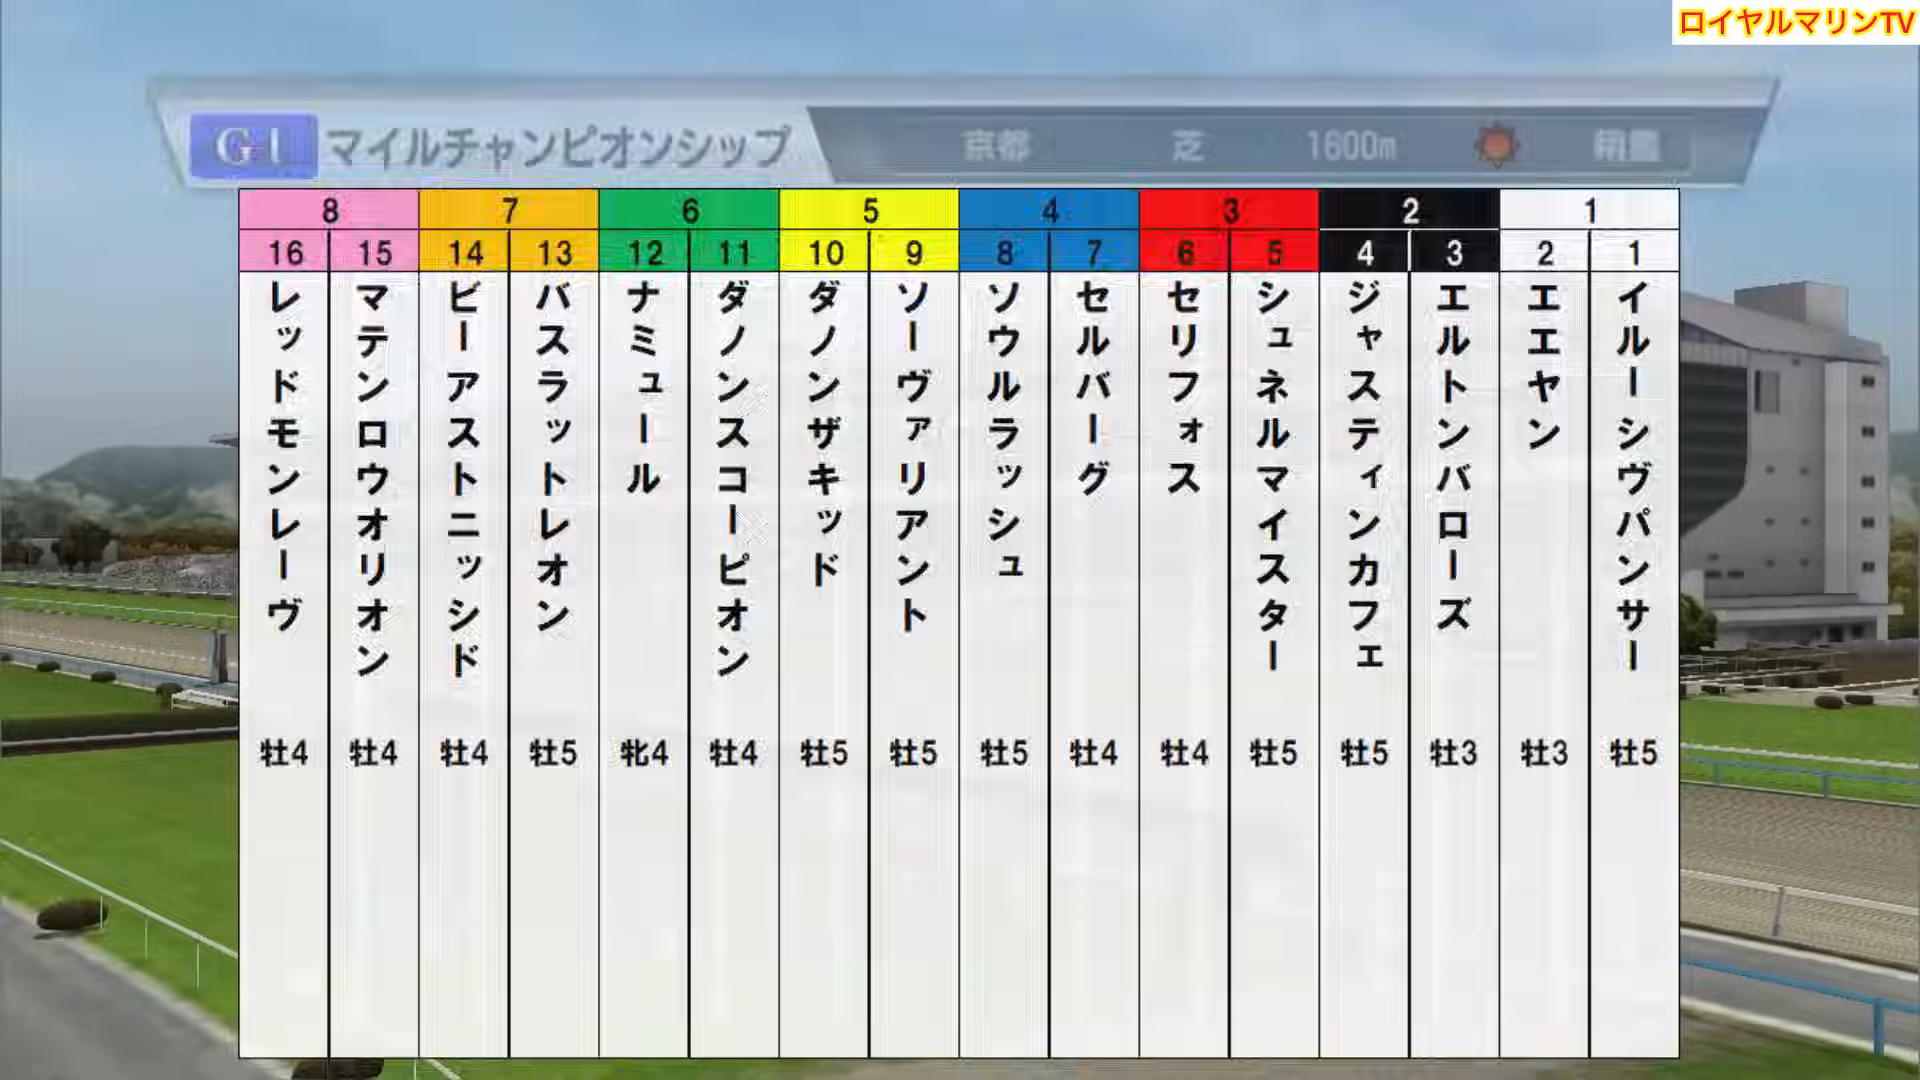 ロイヤルマリンTV
GI マイルチャンピオンシップ 京都 芝 1600m
8 7 6 5 4 3 2 1
16 15 14 13 12 11 10 9 8 7 6 5 4 3 2 1
イルーシヴパンサー
エエヤン
エルトンバローズ
ジャスティンカフェ
シュネルマイスター
セリフォス
セルバーグ
ソウルラッシュ
ソーヴァリアント
ダノンザキッド
ダノンスコーピオン
ナミュール
バスラットレオン
ビーアストニッシド
マテンロウオリオン
レッドモンレーヴ
牡4 牡4 牡4 牡5 牝4 牡4 牡5 牡5 牡5 牡4 牡4 牡5 牡5 牡3 牡3 牡5